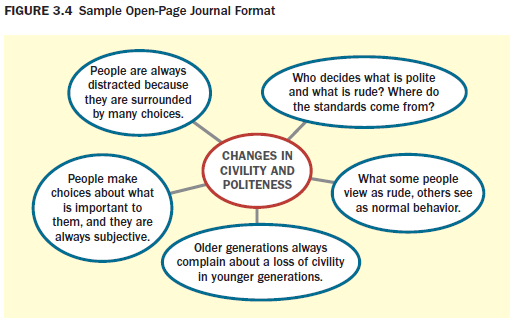 FIGURE 3.4 Sample Open-Page Journal Format
People are always
distracted because
they are surrounded
by many choices.
Who decides what is polite
and what is rude? Where do
the standards come from?
CHANGES IN
CIVILITY AND
POLITENESS
People make
choices about what
is important to
them, and they are
always subjective.
What some people
view as rude, others see
as normal behavior.
Older generations always
complain about a loss of civility
in younger generations.